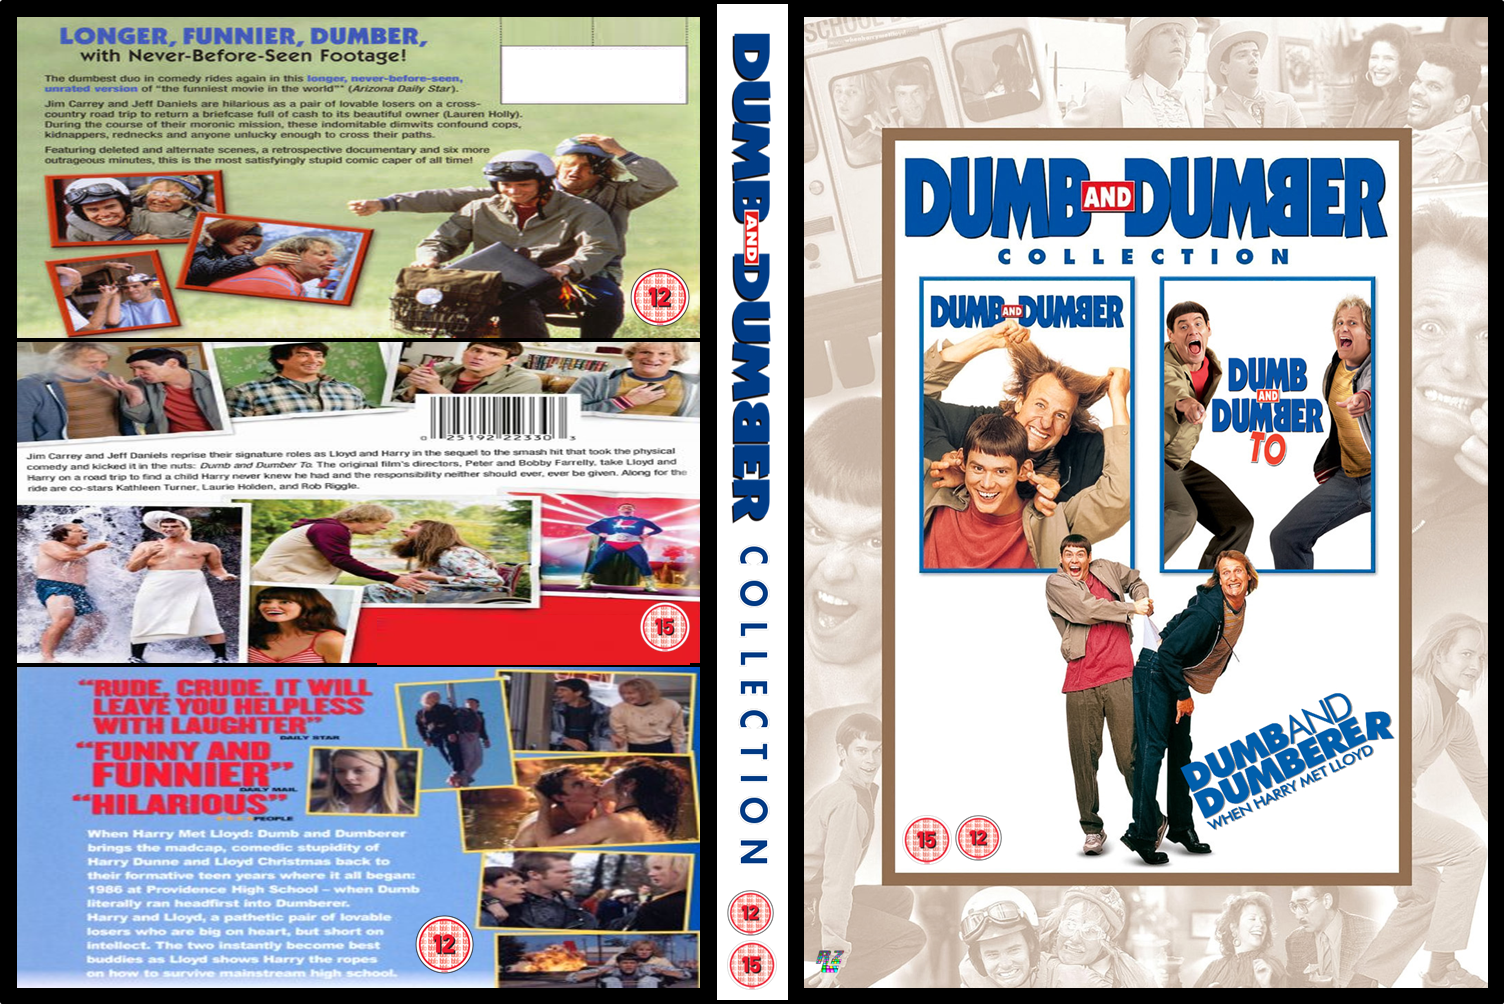 LONGER, FUNNIER, DUMBER,
with Never-Before-Seen Footage!
The dumbest duo in comedy rides again in this longer, never-before-seen,
unrated version of "the funniest movie in the world"* (Arizona Daily Star).
Jim Carrey and Jeff Daniels are hilarious as a pair of lovable losers on a cross-
country road trip to return a briefcase full of cash to its beautiful owner (Lauren Holly).
During the course of their moronic mission, these indomitable dimwits confound cops,
kidnappers, rednecks and anyone unlucky enough to cross their paths.
Featuring deleted and alternate scenes, a retrospective documentary and six more
outrageous minutes, this is the most satisfyingly stupid comic caper of all time!
12
0 25192 22330 3
Jim Carrey and Jeff Daniels reprise their signature roles as Lloyd and Harry in the sequel to the smash hit that took the physical
comedy and kicked it in the nuts: Dumb and Dumber To. The original film's directors, Peter and Bobby Farrelly, take Lloyd and
Harry on a road trip to find a child Harry never knew he had and the responsibility neither should ever, ever be given. Along for the
ride are co-stars Kathleen Turner, Laurie Holden, and Rob Riggle.
15
"RUDE, CRUDE. IT WILL
LEAVE YOU HELPLESS
WITH LAUGHTER"
DAILY STAR
"FUNNY AND
FUNNIER"
DAILY MAIL
"HILARIOUS"
PEOPLE
When Harry Met Lloyd: Dumb and Dumberer
brings the madcap, comedic stupidity of
Harry Dunne and Lloyd Christmas back to
their formative teen years where it all began:
1986 at Providence High School – when Dumb
literally ran headfirst into Dumberer.
Harry and Lloyd, a pathetic pair of lovable
losers who are big on heart, but short on
intellect. The two instantly become best
buddies as Lloyd shows Harry the ropes
on how to survive mainstream high school.
12
DUMB AND DUMBER COLLECTION
12
15
SCHOOL
DUMB AND DUMBER
COLLECTION
DUMB AND DUMBER
DUMB
AND
DUMBER
TO
DUMBAND
DUMBERER
WHEN HARRY MET LLOYD
15 12
RZ